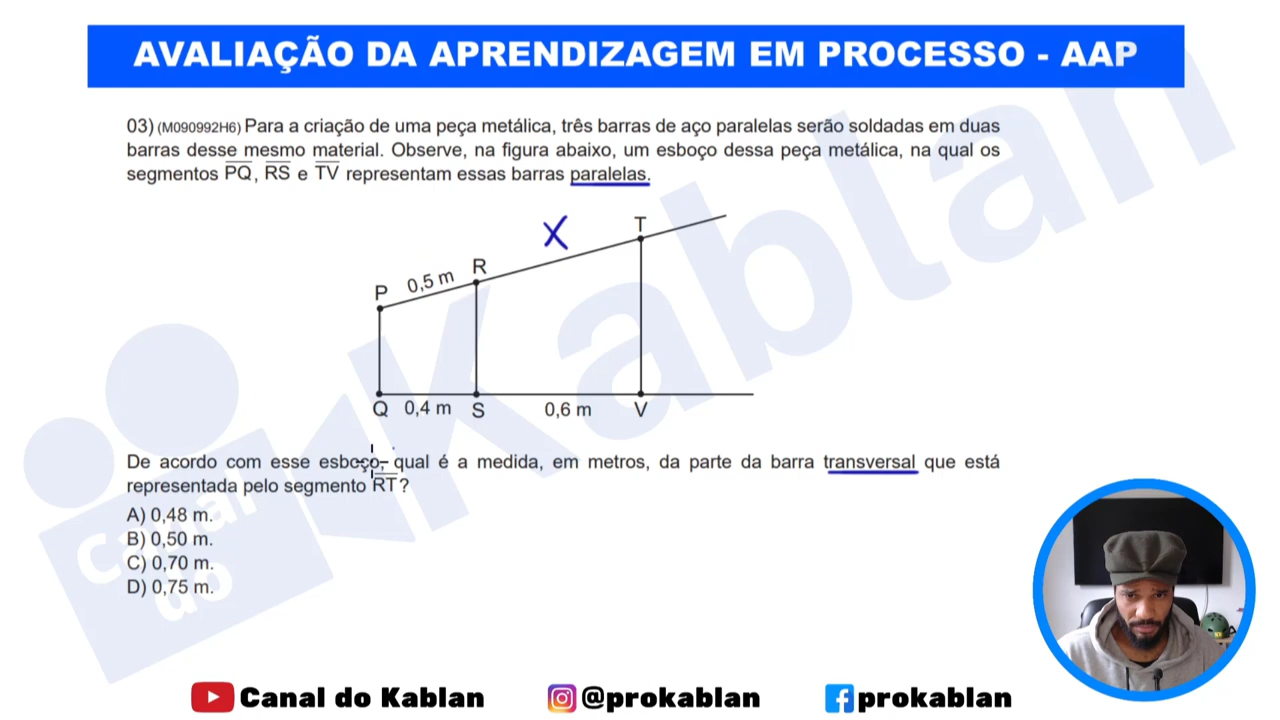 AVALIAÇÃO DA APRENDIZAGEM EM PROCESSO - AAP
03) (M090992H6) Para a criação de uma peça metálica, três barras de aço paralelas serão soldadas em duas
barras desse mesmo material. Observe, na figura abaixo, um esboço dessa peça metálica, na qual os
segmentos PQ, RS e TV representam essas barras paralelas.
X
T
R
0,5 m
P
Q 0,4 m S 0,6 m V
De acordo com esse esboço, qual é a medida, em metros, da parte da barra transversal que está
representada pelo segmento RT?
A) 0,48 m.
B) 0,50 m.
C) 0,70 m.
D) 0,75 m.
Canal do Kablan
Canal do Kablan @prokablan prokablan